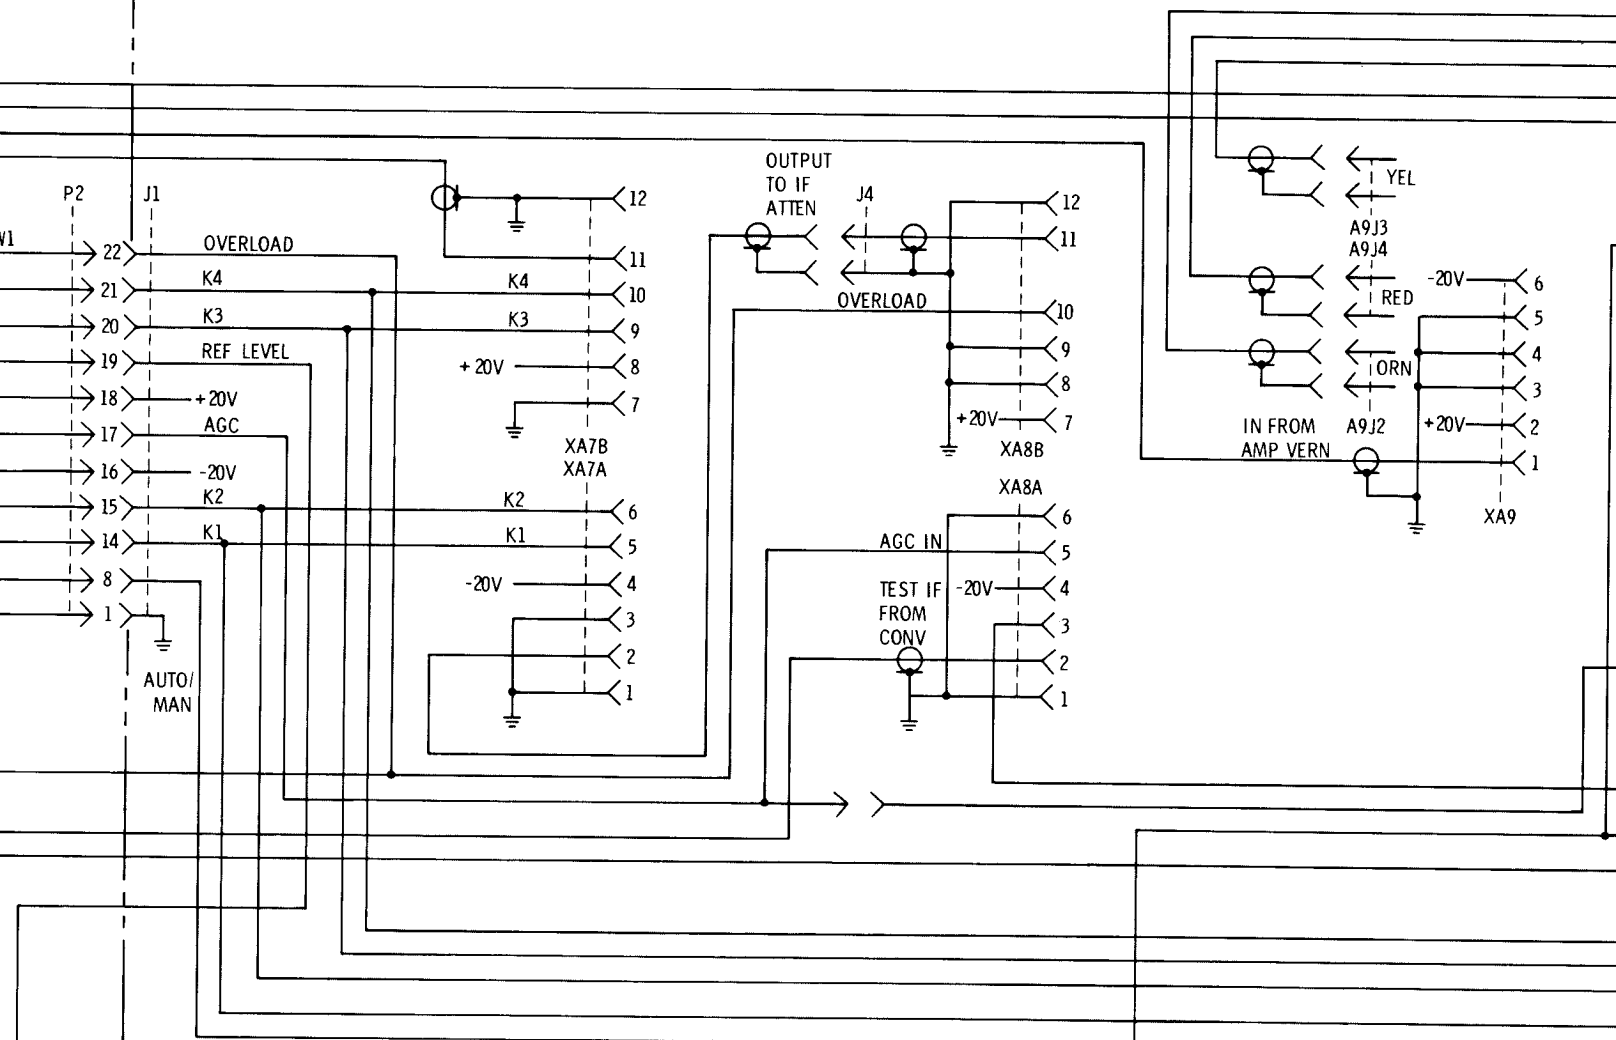 P2
J1
W1
22
OVERLOAD
21
K4
K4
20
K3
K3
19
REF LEVEL
18
+20V
17
AGC
16
-20V
15
K2
K2
14
K1
K1
8
1
AUTO/
MAN
12
11
10
9
+20V
8
7
XA7B
XA7A
6
5
-20V
4
3
2
1
OUTPUT
TO IF
ATTEN
J4
12
11
OVERLOAD
10
9
8
+20V
7
XA8B
XA8A
6
AGC IN
5
TEST IF
FROM
CONV
-20V
4
3
2
1
YEL
A9J3
A9J4
RED
ORN
A9J2
IN FROM
AMP VERN
-20V
6
5
4
3
+20V
2
1
XA9